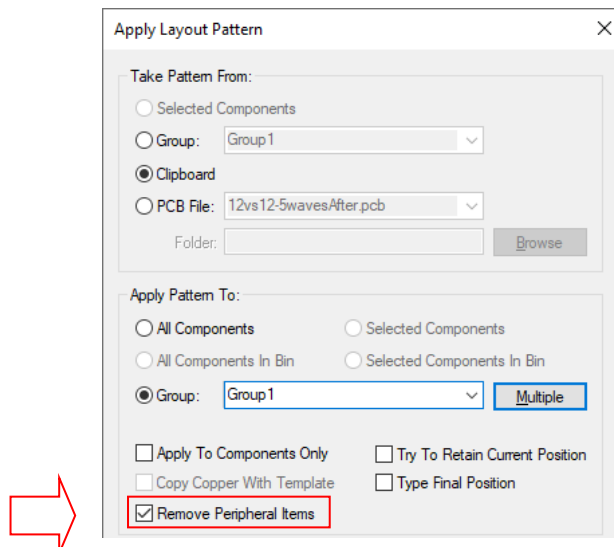 Apply Layout Pattern
Take Pattern From:
Selected Components
Group: Group1
Clipboard
PCB File: 12vs12-5wavesAfter.pcb
Folder: Browse
Apply Pattern To:
All Components Selected Components
All Components In Bin Selected Components In Bin
Group: Group1 Multiple
Apply To Components Only Try To Retain Current Position
Copy Copper With Template Type Final Position
Remove Peripheral Items